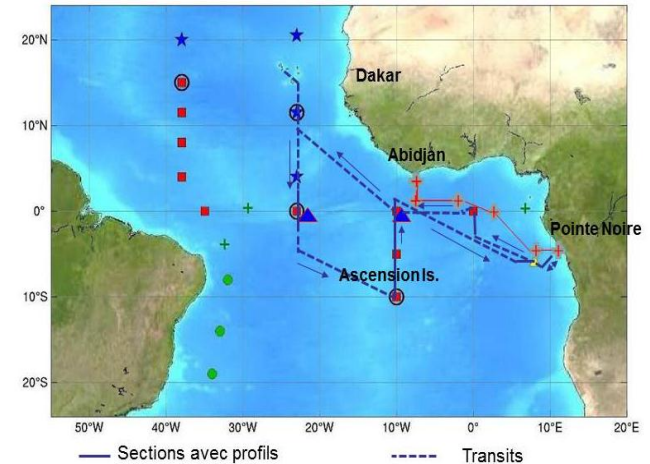 20°N
Dakar
10°N
Abidjan
0°
Pointe Noire
Ascension Is.
10°S
20°S
50°W 40°W 30°W 20°W 10°W 0° 10°E 20°E
Sections avec profils Transits